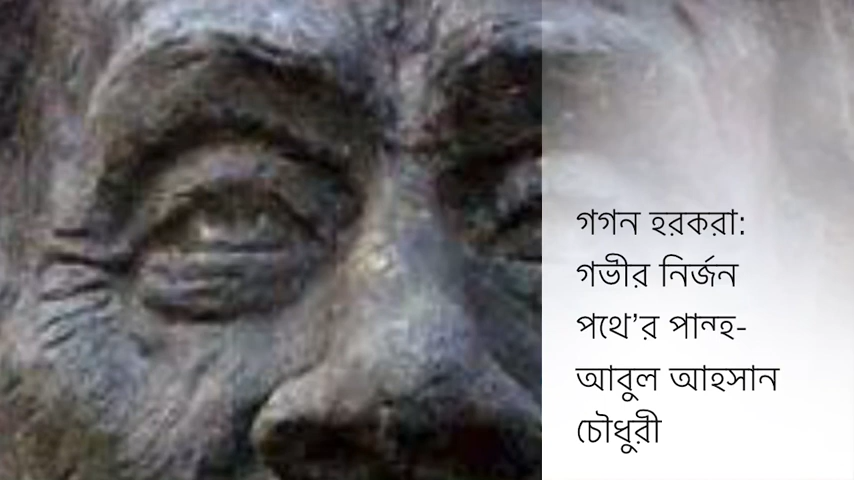 গগন হরকরা:
গভীর নির্জন
পথে’র পান্হ-
আবুল আহসান
চৌধুরী